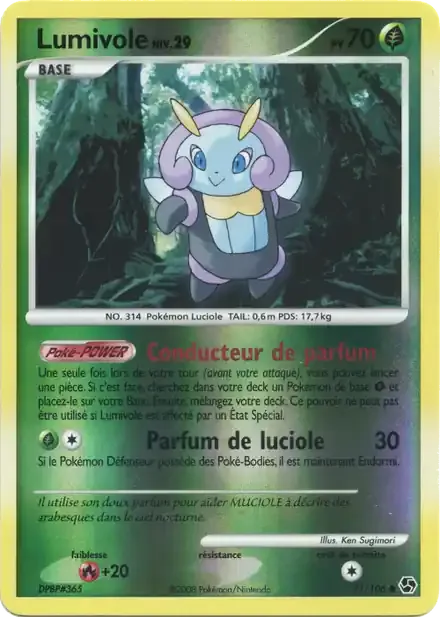 Lumivole NIV.29 PV 70
BASE
NO. 314 Pokémon Luciole TAIL: 0,6 m PDS: 17,7 kg
Poké-POWER Conducteur de parfum
Une seule fois lors de votre tour (avant votre attaque), vous pouvez lancer
une pièce. Si c'est face, cherchez dans votre deck un Pokémon de base et
placez-le sur votre Banc. Ensuite, mélangez votre deck. Ce pouvoir ne peut pas
être utilisé si Lumivole est affecté par un État Spécial.
Parfum de luciole 30
Si le Pokémon Défenseur possède des Poké-Bodies, il est maintenant Endormi.
Il utilise son doux parfum pour aider MUCIOLE à décrire des
arabesques dans le ciel nocturne.
Illus. Ken Sugimori
faiblesse résistance coût de retraite
+20
DPBP#365 ©2008 Pokémon/Nintendo /106